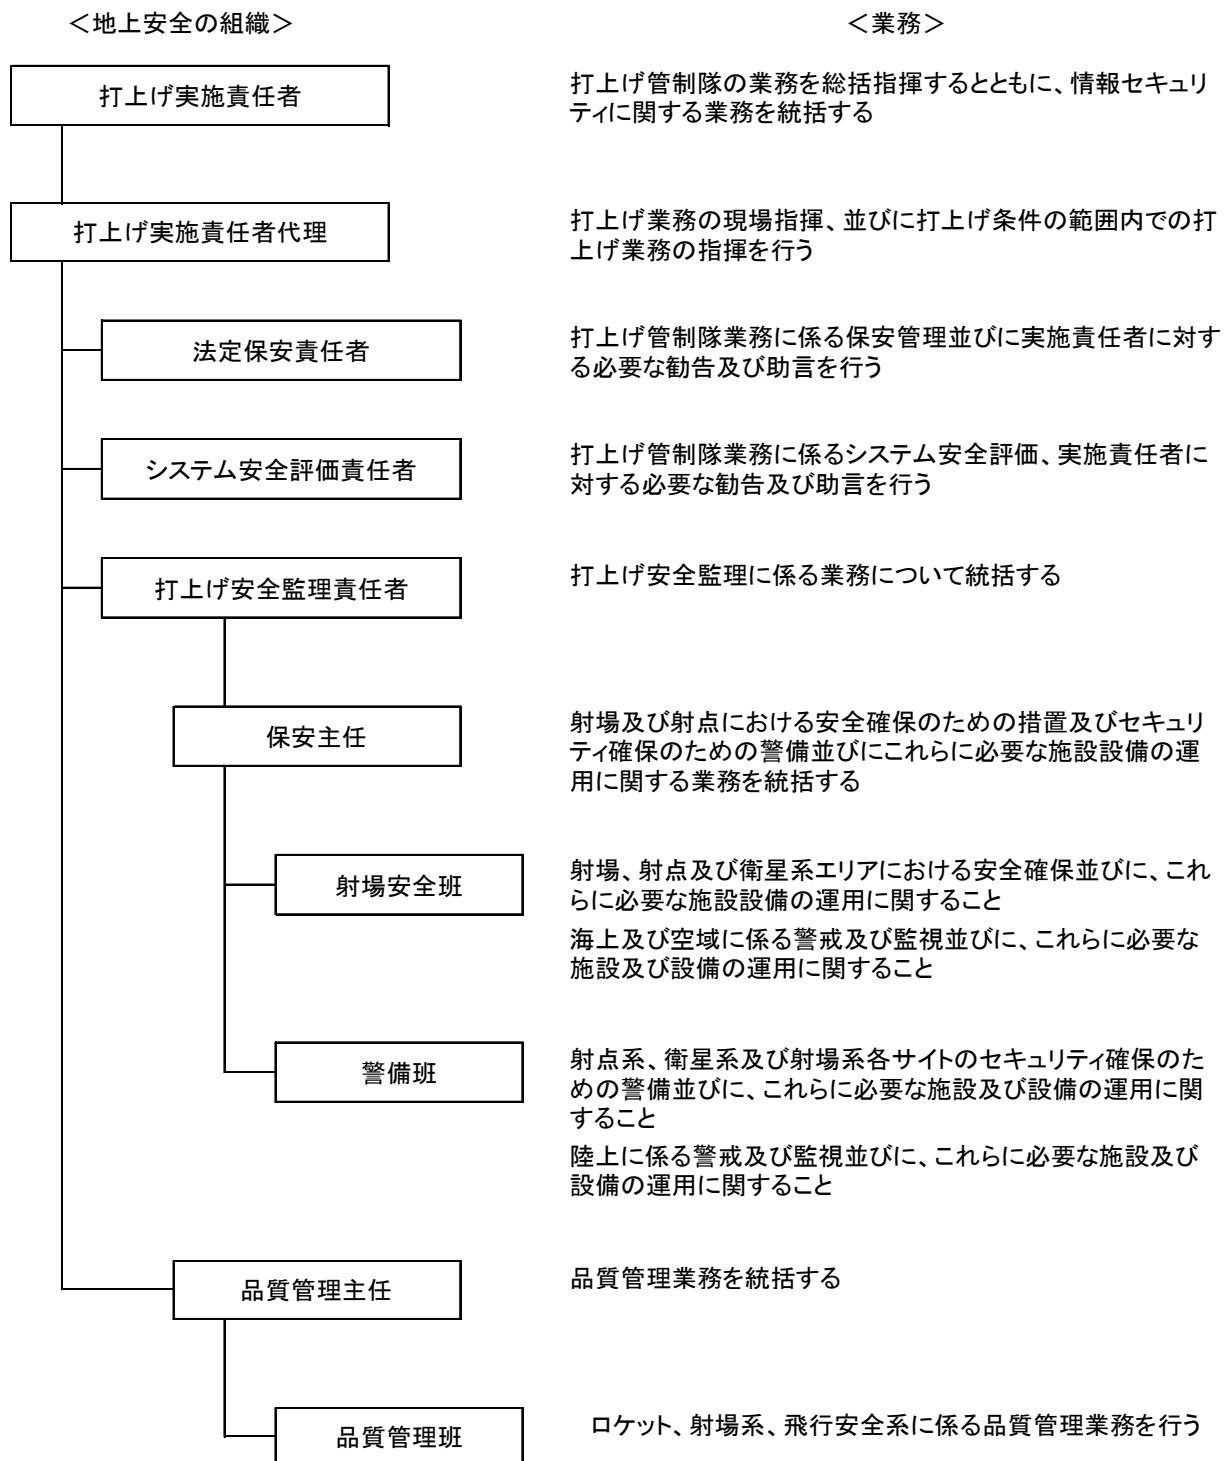 ＜地上安全の組織＞
＜業務＞
打上げ実施責任者
打上げ管制隊の業務を総括指揮するとともに、情報セキュリ
ティに関する業務を統括する
打上げ実施責任者代理
打上げ業務の現場指揮、並びに打上げ条件の範囲内での打
上げ業務の指揮を行う
法定保安責任者
打上げ管制隊業務に係る保安管理並びに実施責任者に対す
る必要な勧告及び助言を行う
システム安全評価責任者
打上げ管制隊業務に係るシステム安全評価、実施責任者に
対する必要な勧告及び助言を行う
打上げ安全監理責任者
打上げ安全監理に係る業務について統括する
保安主任
射場及び射点における安全確保のための措置及びセキュリ
ティ確保のための警備並びにこれらに必要な施設設備の運
用に関する業務を統括する
射場安全班
射場、射点及び衛星系エリアにおける安全確保並びに、これ
らに必要な施設設備の運用に関すること
海上及び空域に係る警戒及び監視並びに、これらに必要な
施設及び設備の運用に関すること
警備班
射点系、衛星系及び射場系各サイトのセキュリティ確保のた
めの警備並びに、これらに必要な施設及び設備の運用に関
すること
陸上に係る警戒及び監視並びに、これらに必要な施設及び
設備の運用に関すること
品質管理主任
品質管理業務を統括する
品質管理班
ロケット、射場系、飛行安全系に係る品質管理業務を行う